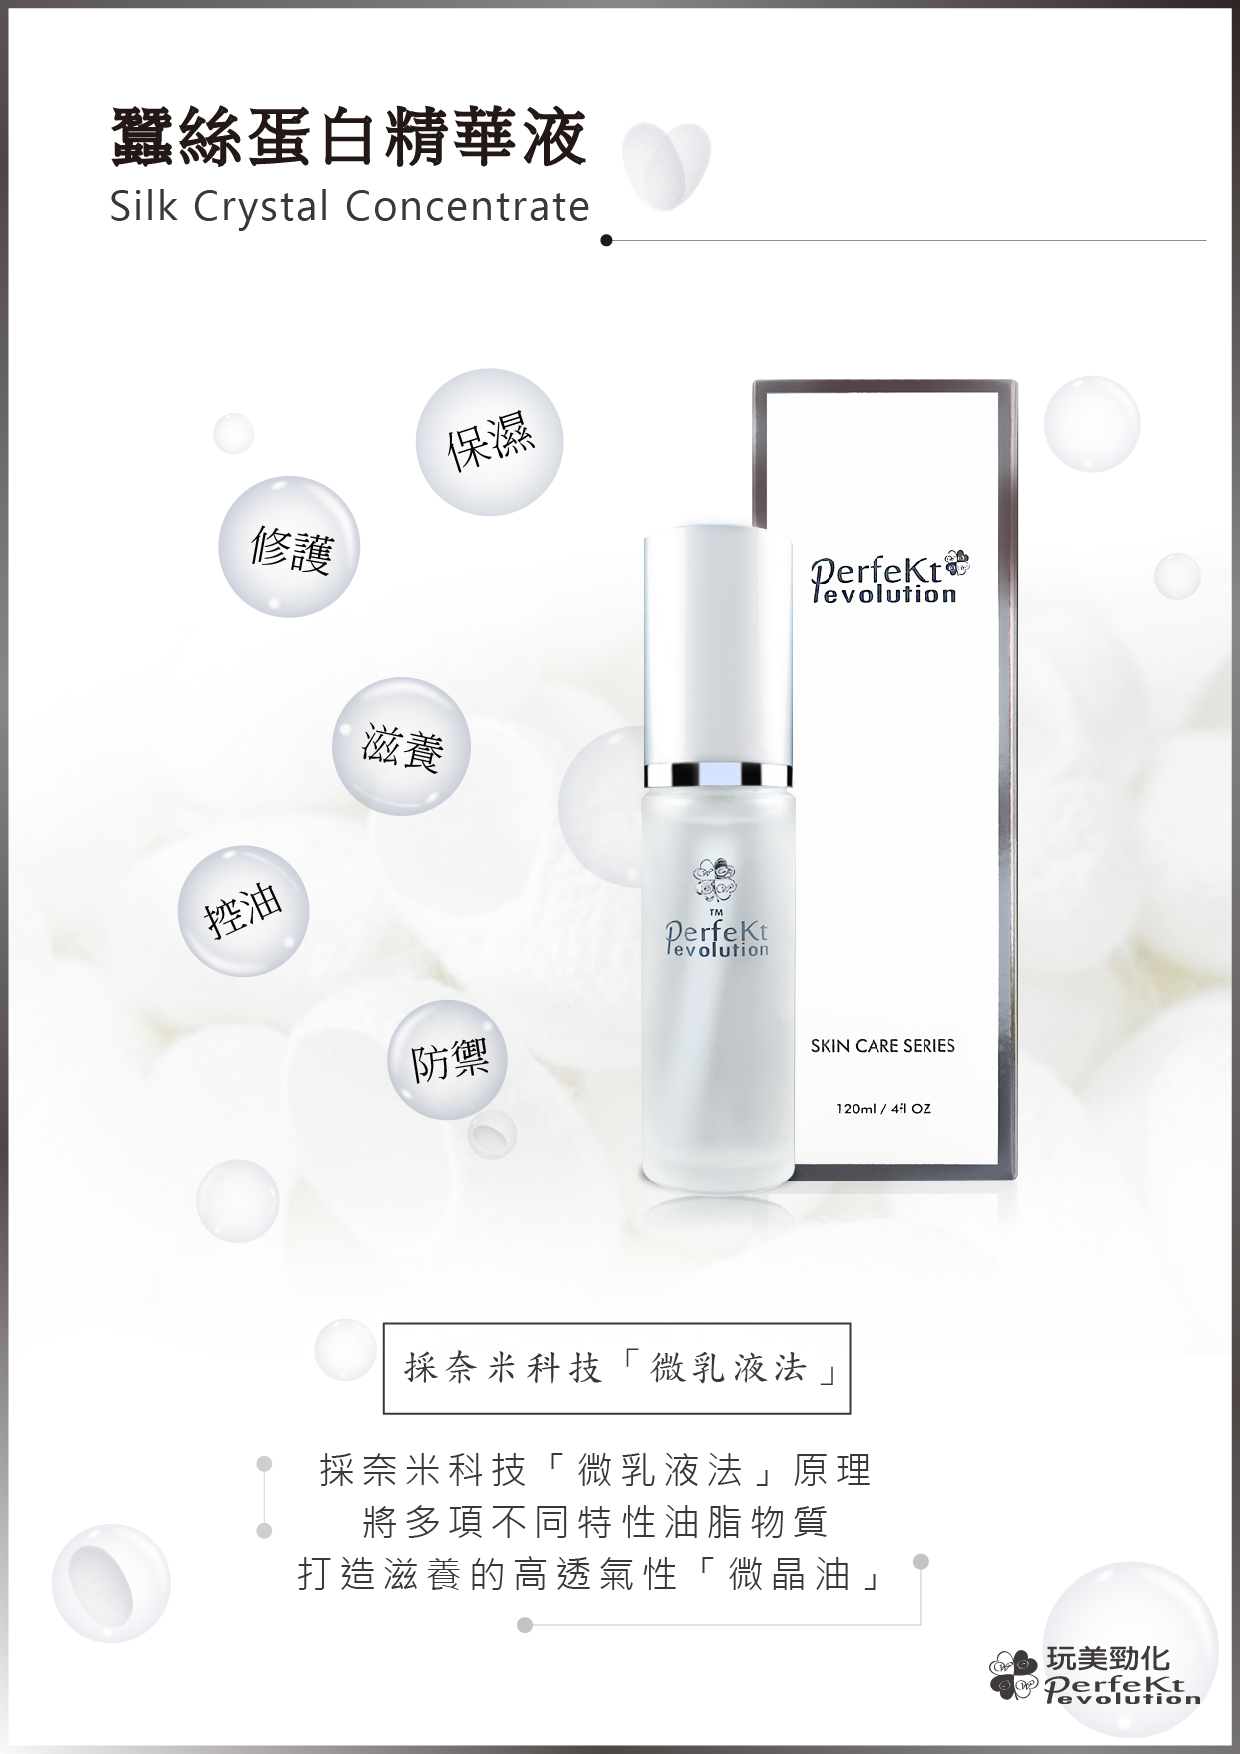 蠶絲蛋白精華液
Silk Crystal Concentrate
保濕
修護
滋養
控油
防禦
PerfeKt
evolution
SKIN CARE SERIES
120ml / 4fl OZ
TM
PerfeKt
evolution
採奈米科技「微乳液法」
採奈米科技「微乳液法」原理
將多項不同特性油脂物質
打造滋養的高透氣性「微晶油」
玩美勁化
PerfeKt
evolution